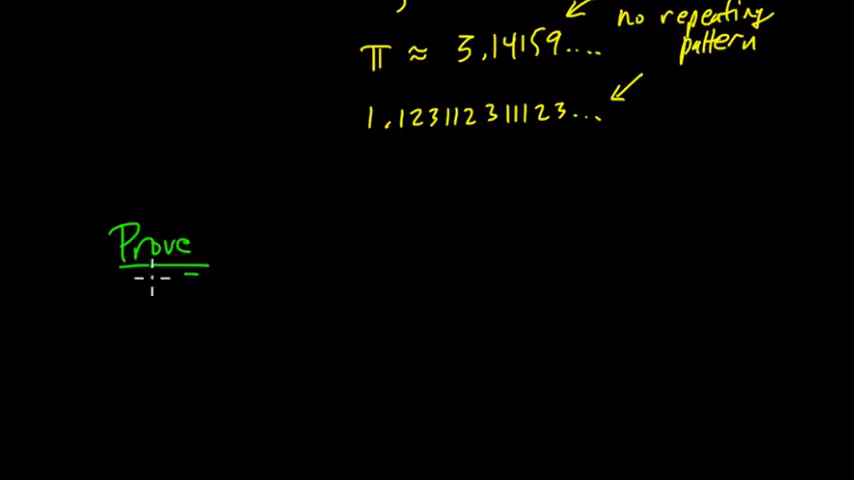 no repeating
pattern
π ≈ 3.14159....
1.123112311123...
Prove